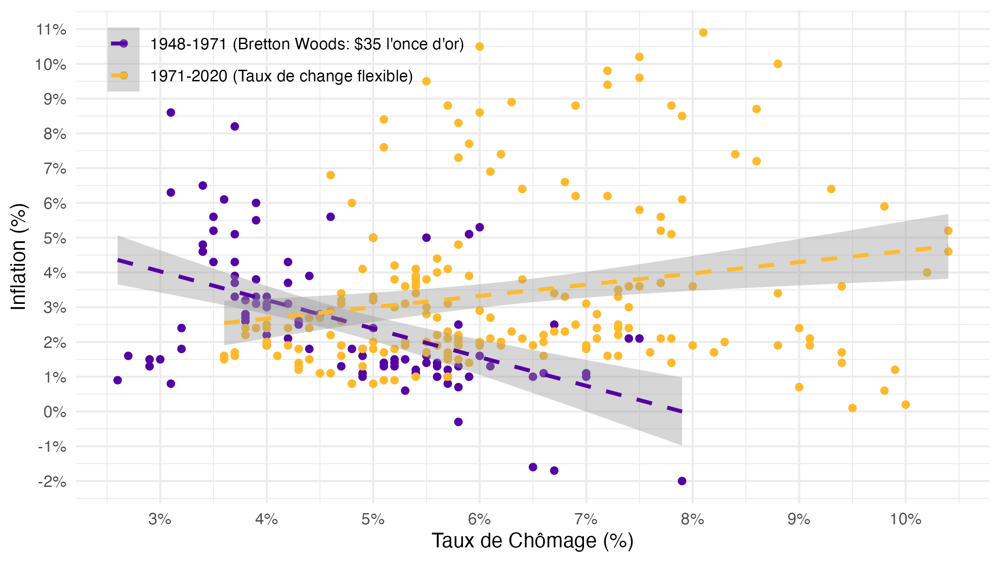 11%
10%
9%
8%
7%
6%
5%
4%
3%
2%
1%
0%
-1%
-2%
Inflation (%)
1948-1971 (Bretton Woods: $35 l'once d'or)
1971-2020 (Taux de change flexible)
3% 4% 5% 6% 7% 8% 9% 10%
Taux de Chômage (%)